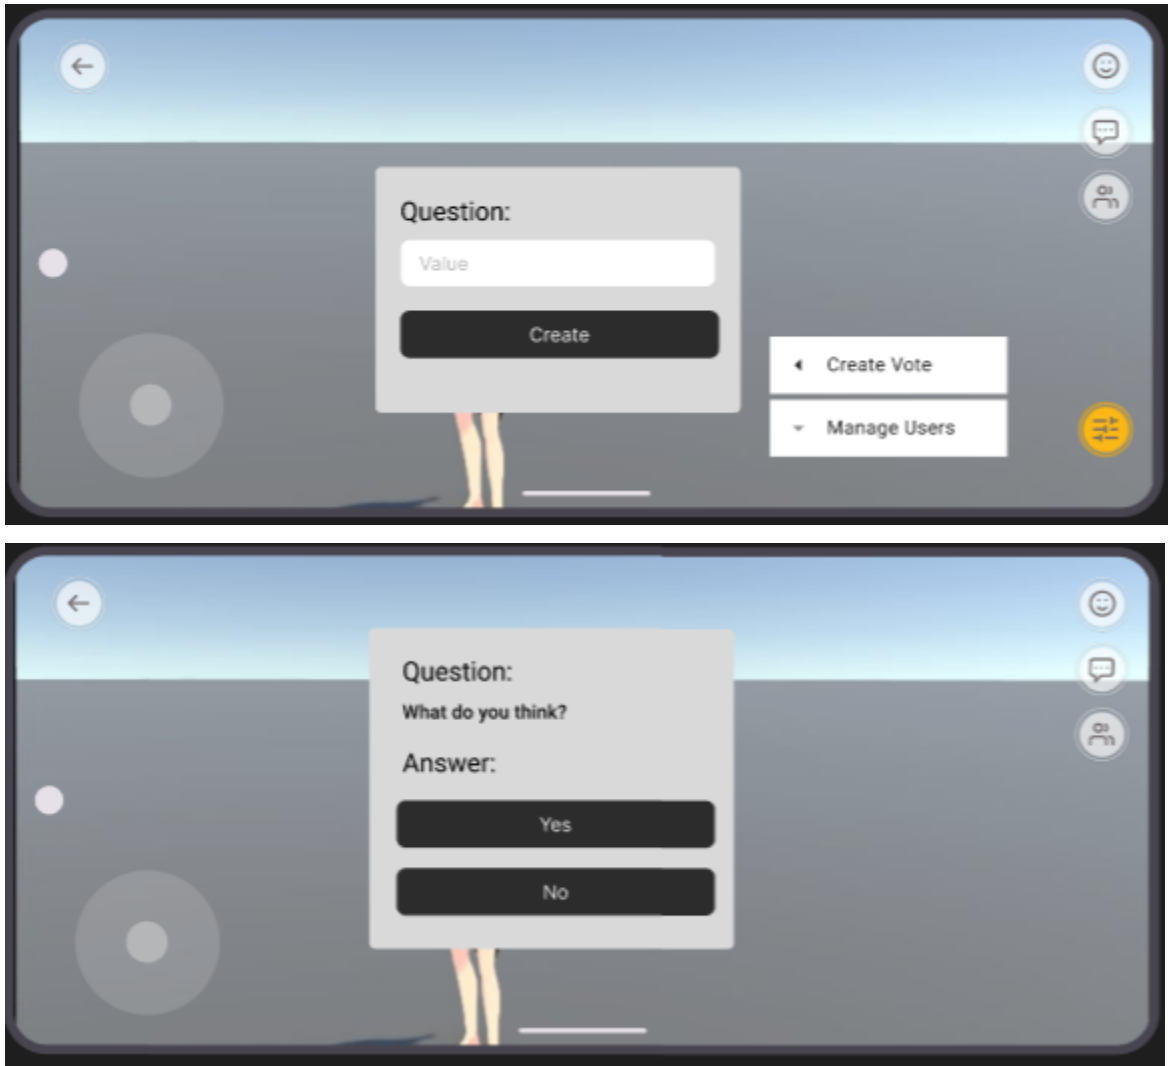 Question:
Value
Create
Create Vote
Manage Users
Question:
What do you think?
Answer:
Yes
No